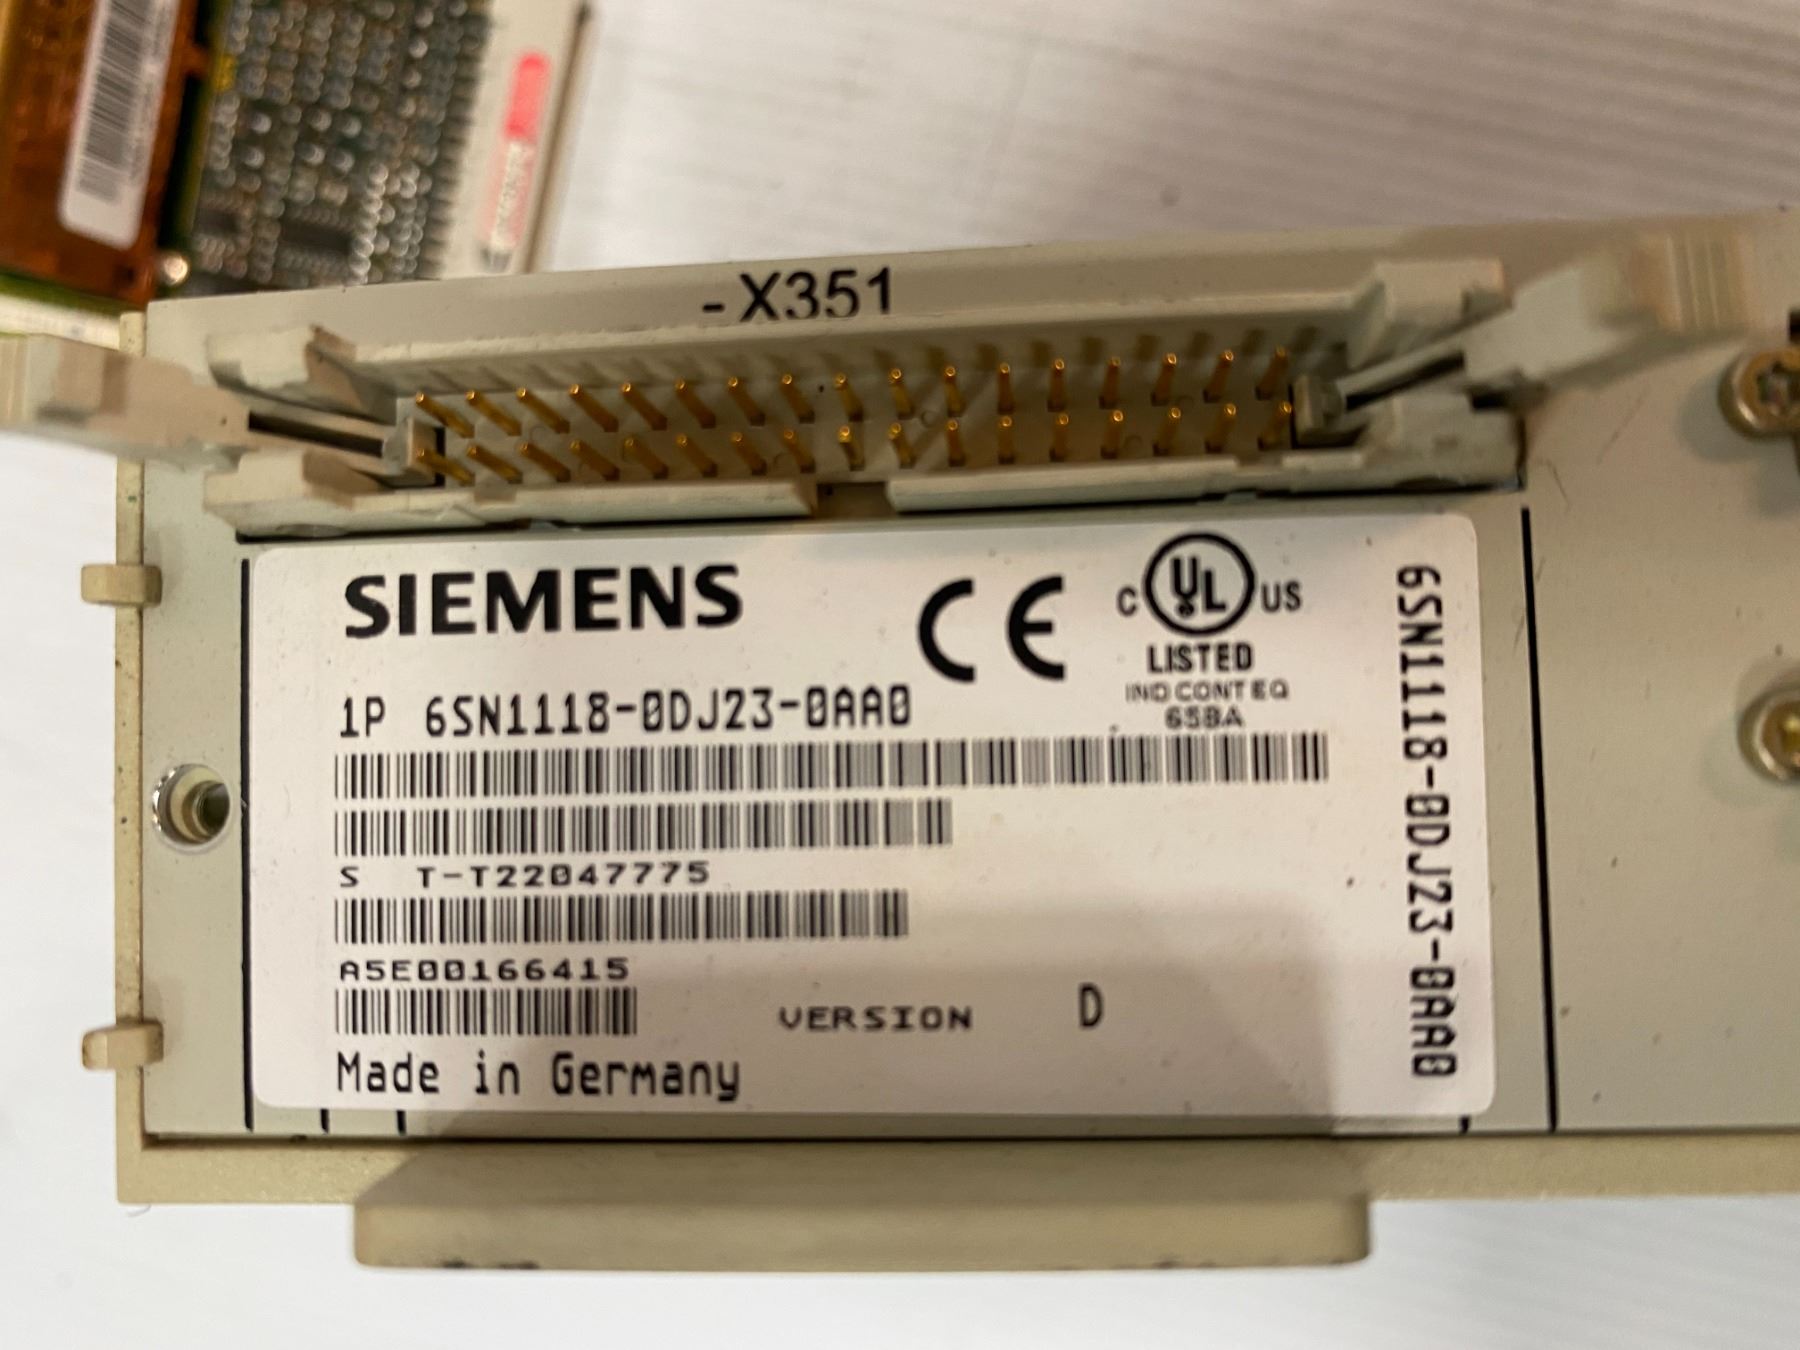 -X351
SIEMENS
CE
C UL US
LISTED
IND CONT EQ
658A
1P 6SN1118-0DJ23-0AA0
S T-T22047775
A5E00166415
VERSION D
Made in Germany
6SN1118-0DJ23-0AA0